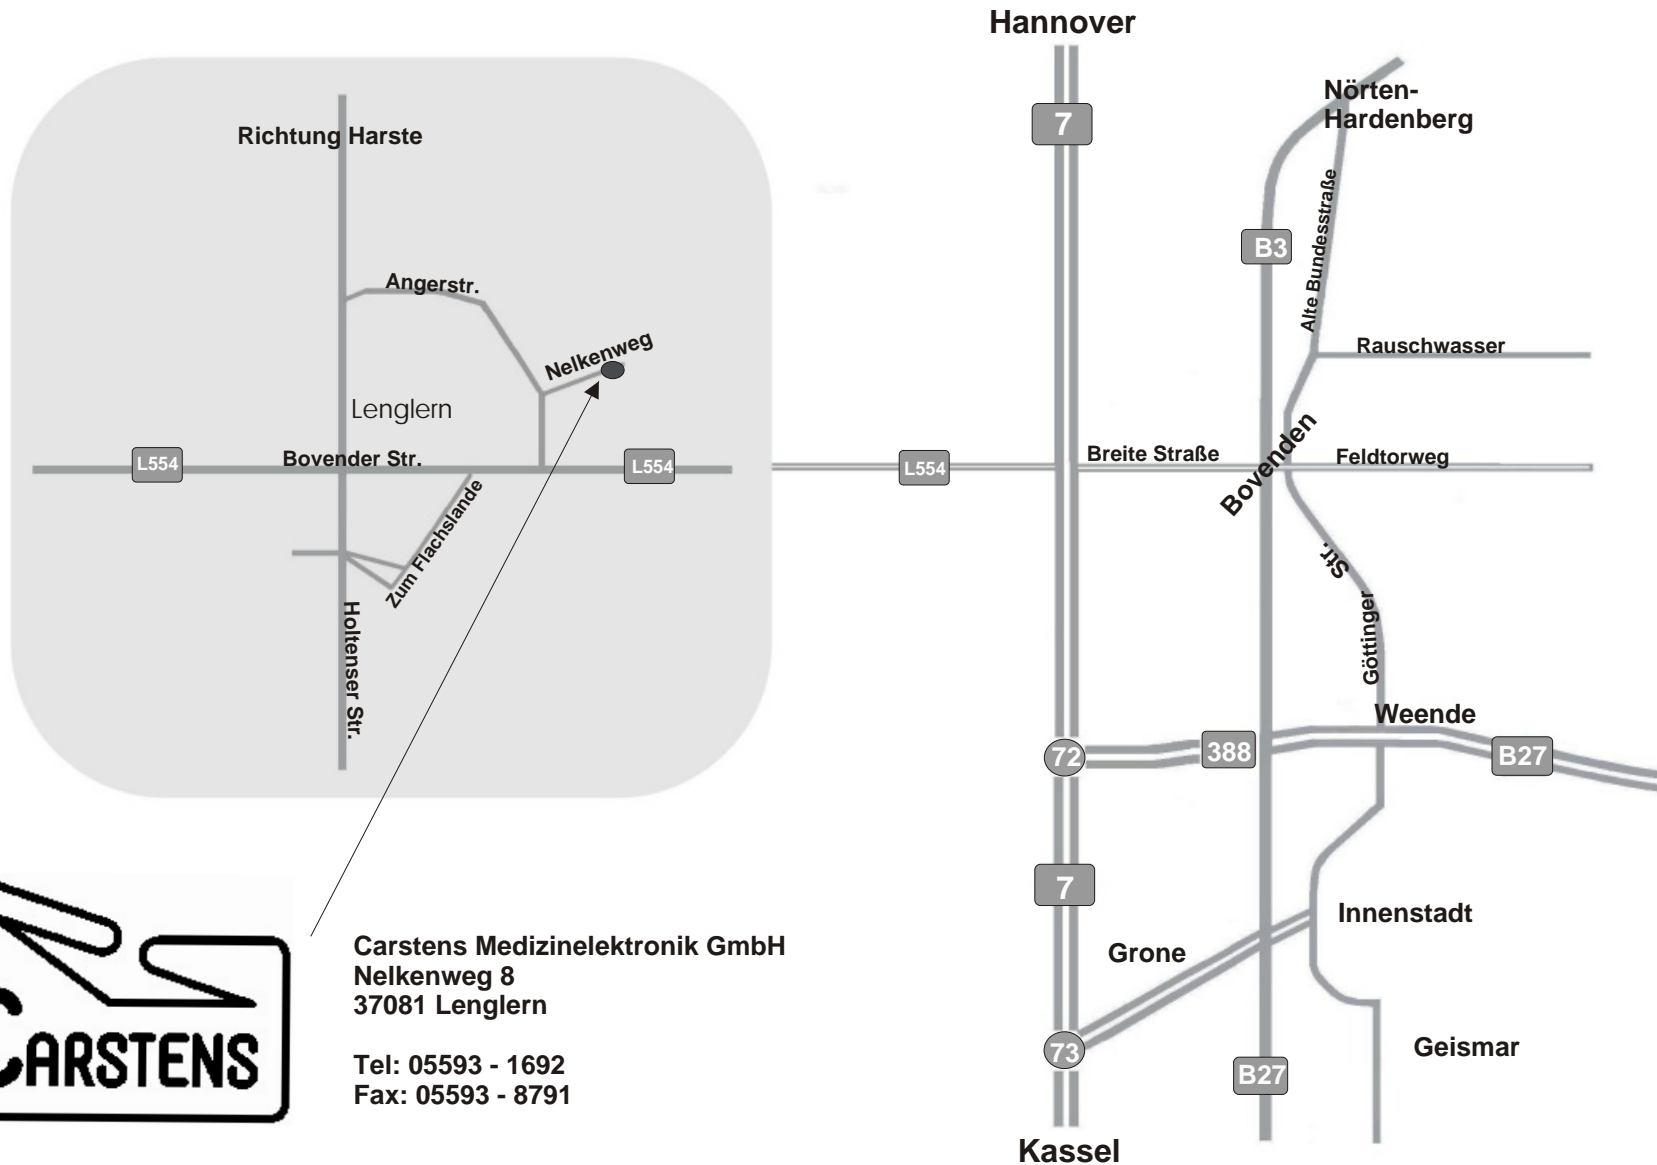 Hannover
7
Nörten-
Hardenberg
Richtung Harste
B3
Alte Bundesstraße
Angerstr.
Nelkenweg
Rauschwasser
Lenglern
Bovender Str.
L554
L554
L554
Breite Straße
Bovenden
Feldtorweg
Zum Flachslande
Holtenser Str.
Göttinger
Str.
Weende
72
388
B27
7
Innenstadt
Grone
73
B27
Geismar
Kassel
CARSTENS
Carstens Medizinelektronik GmbH
Nelkenweg 8
37081 Lenglern
Tel: 05593 - 1692
Fax: 05593 - 8791